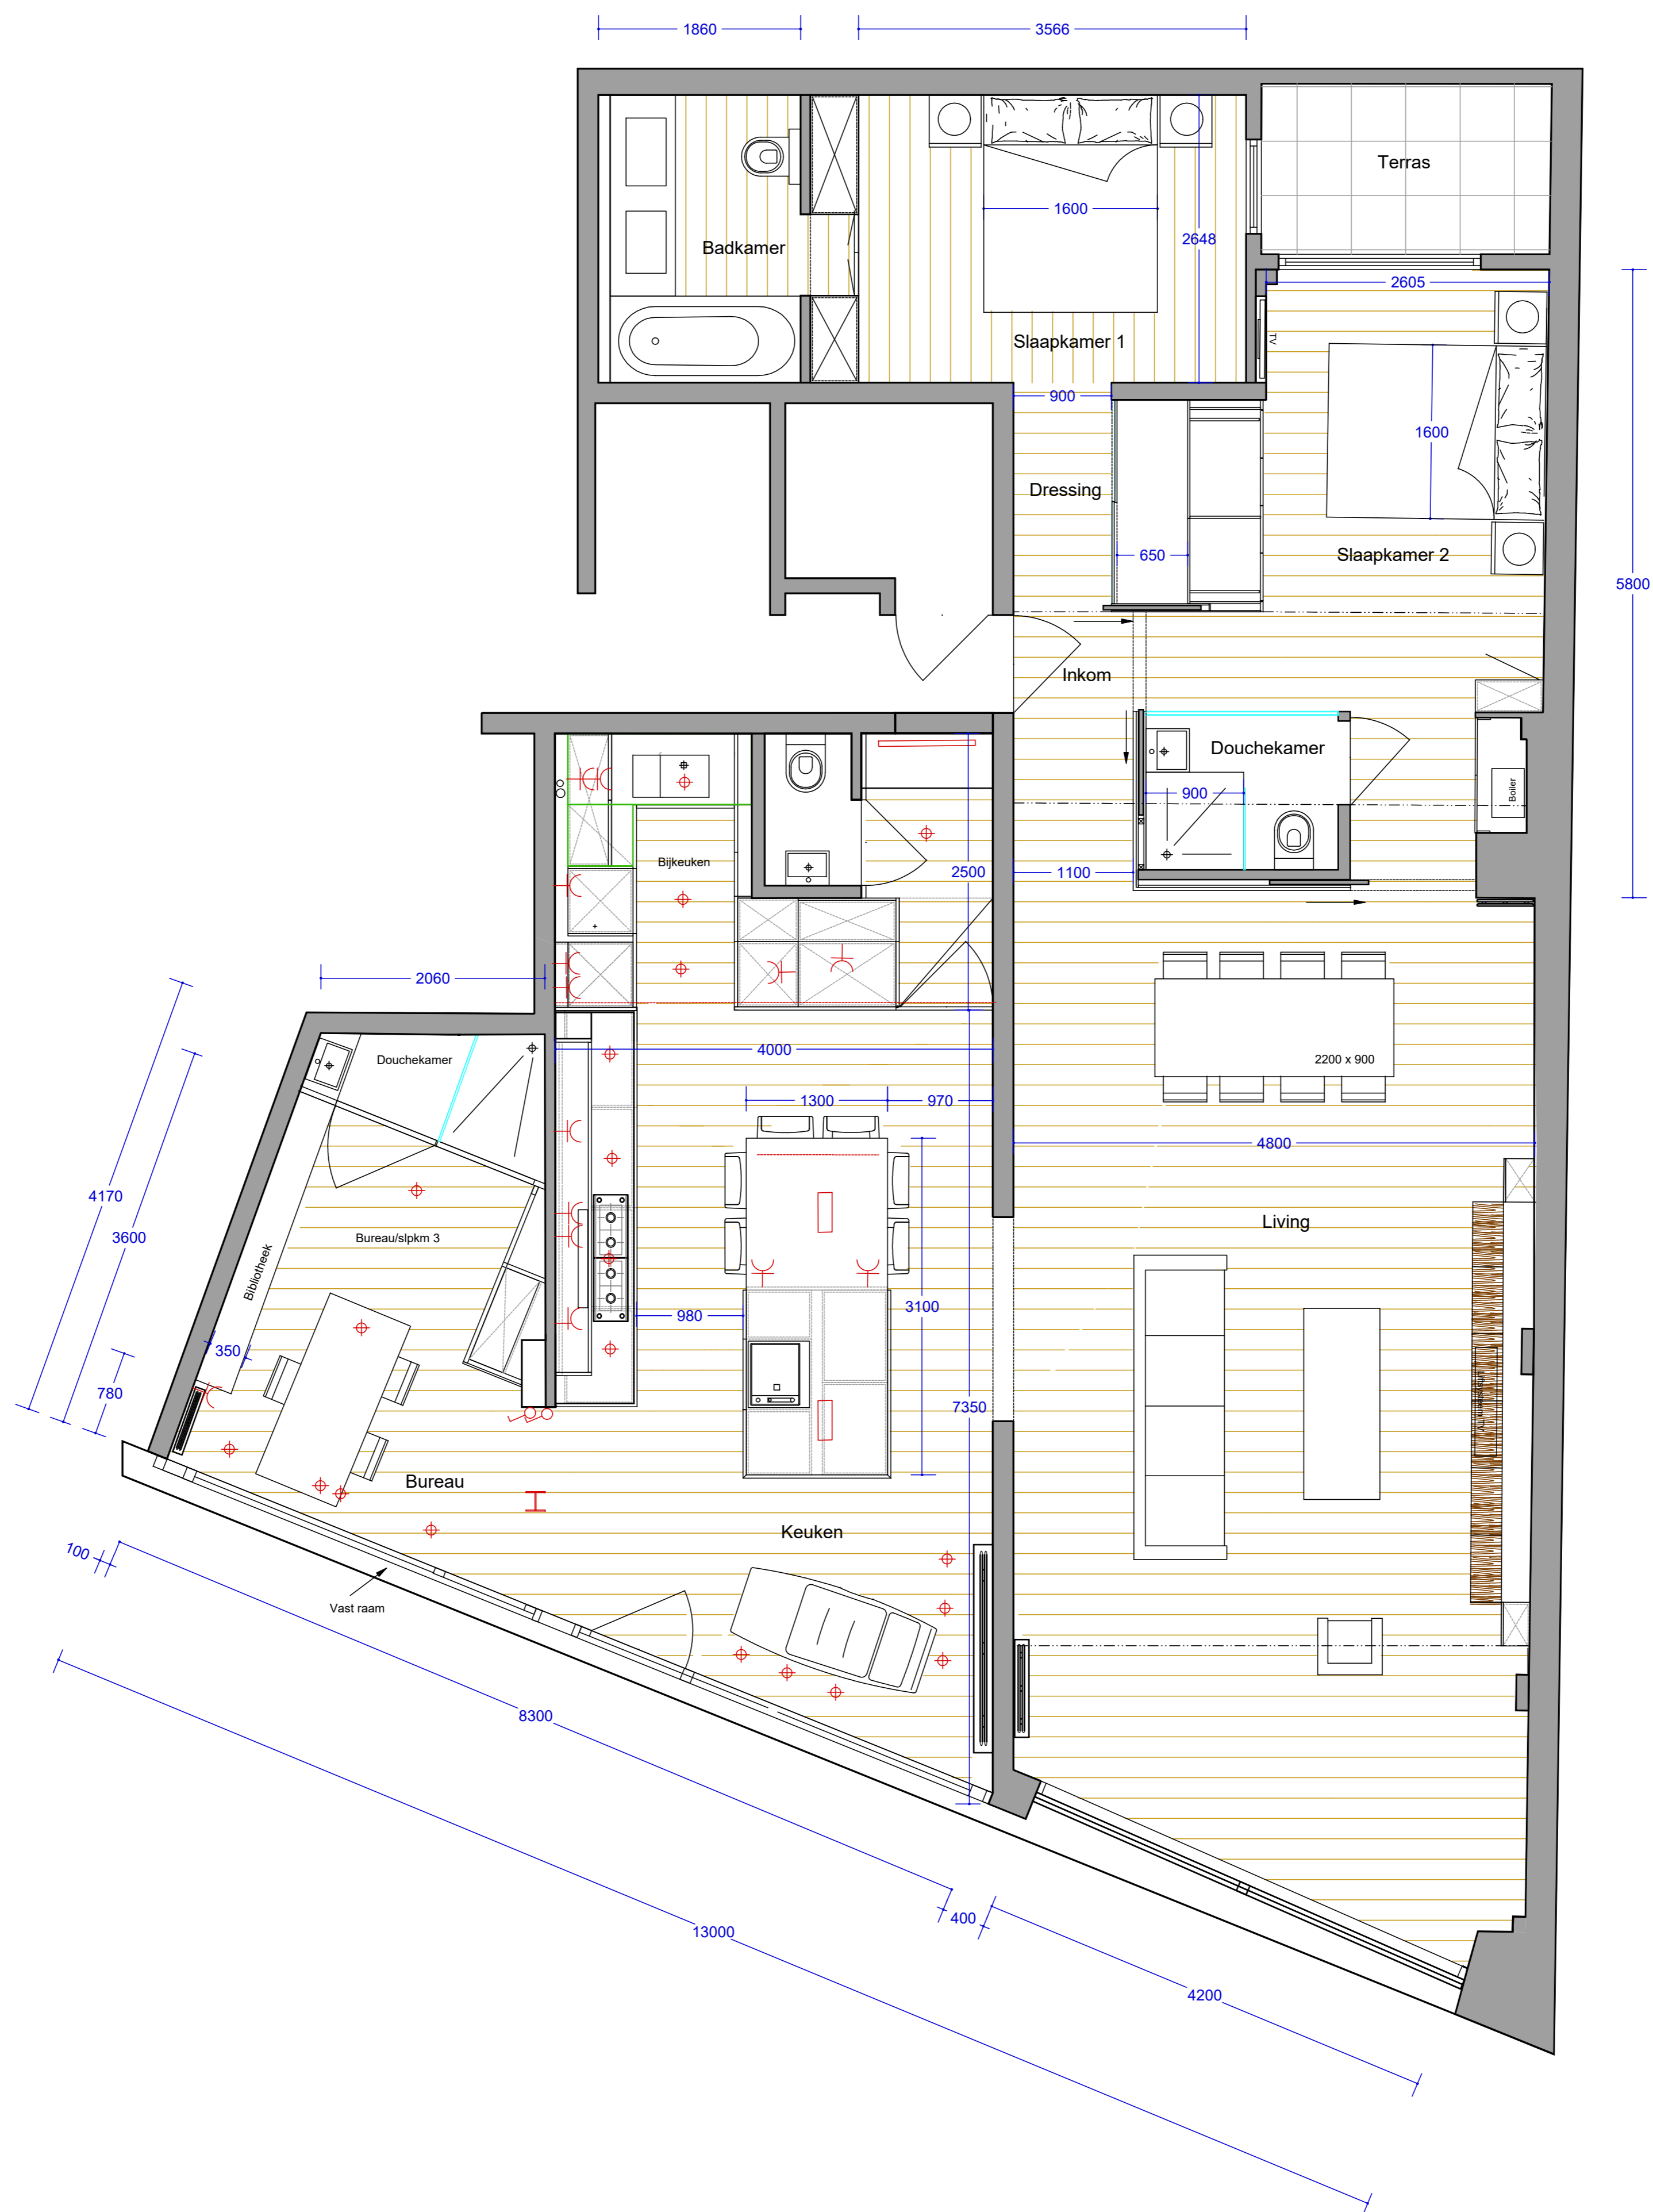 1860
3566
Terras
1600
2648
Badkamer
2605
Slaapkamer 1
TV
900
1600
Dressing
650
Slaapkamer 2
5800
Inkom
Douchekamer
Boiler
900
Bijkeuken
2500
1100
2060
4000
2200 x 900
Douchekamer
1300
970
4800
4170
3600
Living
Bureau/slpkm 3
Bibliotheek
980
3100
350
780
7350
Bureau
Keuken
100
Vast raam
8300
400
13000
4200